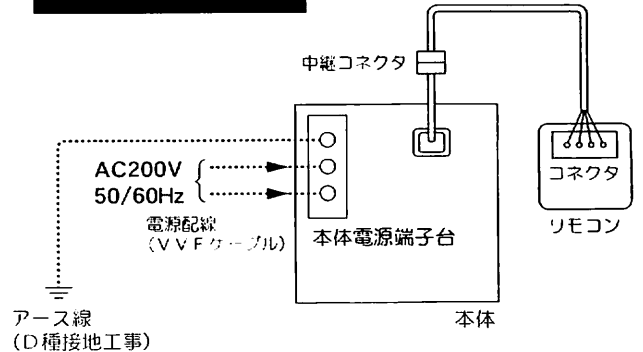 中継コネクタ
AC200V
50/60Hz
電源配線
(VVFケーブル)
本体電源端子台
コネクタ
リモコン
アース線
(D種接地工事)
本体